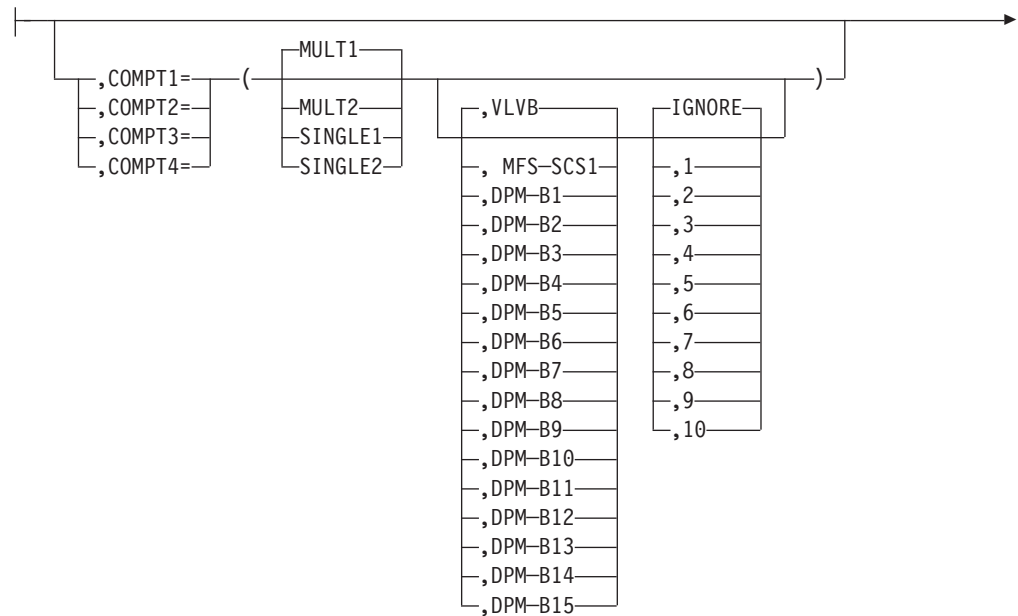 MULT1
,COMPT1= ( )
,COMPT2= MULT2 ,VLVB IGNORE
,COMPT3= SINGLE1
,COMPT4= SINGLE2 , MFS-SCS1 ,1
,DPM-B1 ,2
,DPM-B2 ,3
,DPM-B3 ,4
,DPM-B4 ,5
,DPM-B5 ,6
,DPM-B6 ,7
,DPM-B7 ,8
,DPM-B8 ,9
,DPM-B9 ,10
,DPM-B10
,DPM-B11
,DPM-B12
,DPM-B13
,DPM-B14
,DPM-B15